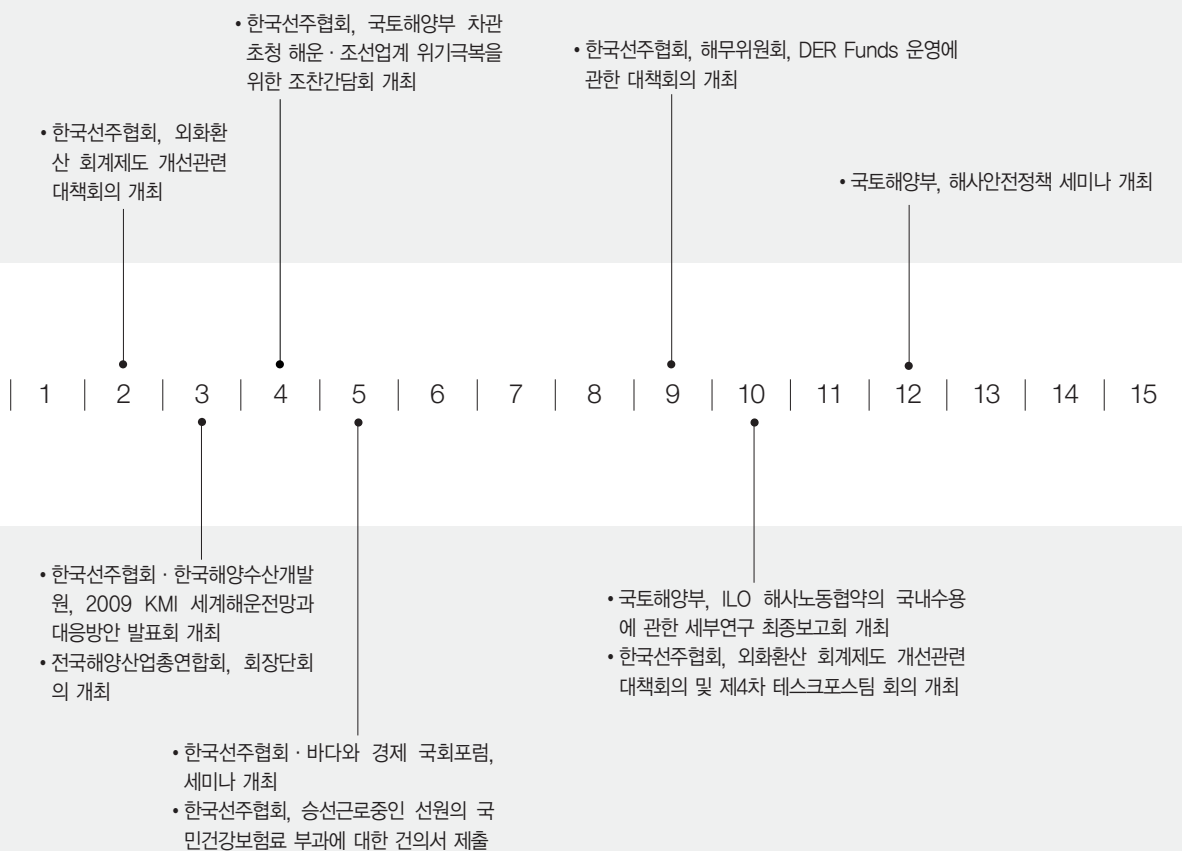 • 한국선주협회, 국토해양부 차관
초청 해운 · 조선업계 위기극복을
위한 조찬간담회 개최
• 한국선주협회, 해무위원회, DER Funds 운영에
관한 대책회의 개최
• 한국선주협회, 외화환
산 회계제도 개선관련
대책회의 개최
• 국토해양부, 해사안전정책 세미나 개최
1 2 3 4 5 6 7 8 9 10 11 12 13 14 15
• 한국선주협회 · 한국해양수산개발
원, 2009 KMI 세계해운전망과
대응방안 발표회 개최
• 전국해양산업총연합회, 회장단회
의 개최
• 국토해양부, ILO 해사노동협약의 국내수용
에 관한 세부연구 최종보고회 개최
• 한국선주협회, 외화환산 회계제도 개선관련
대책회의 및 제4차 테스크포스팀 회의 개최
• 한국선주협회 · 바다와 경제 국회포럼,
세미나 개최
• 한국선주협회, 승선근로중인 선원의 국
민건강보험료 부과에 대한 건의서 제출